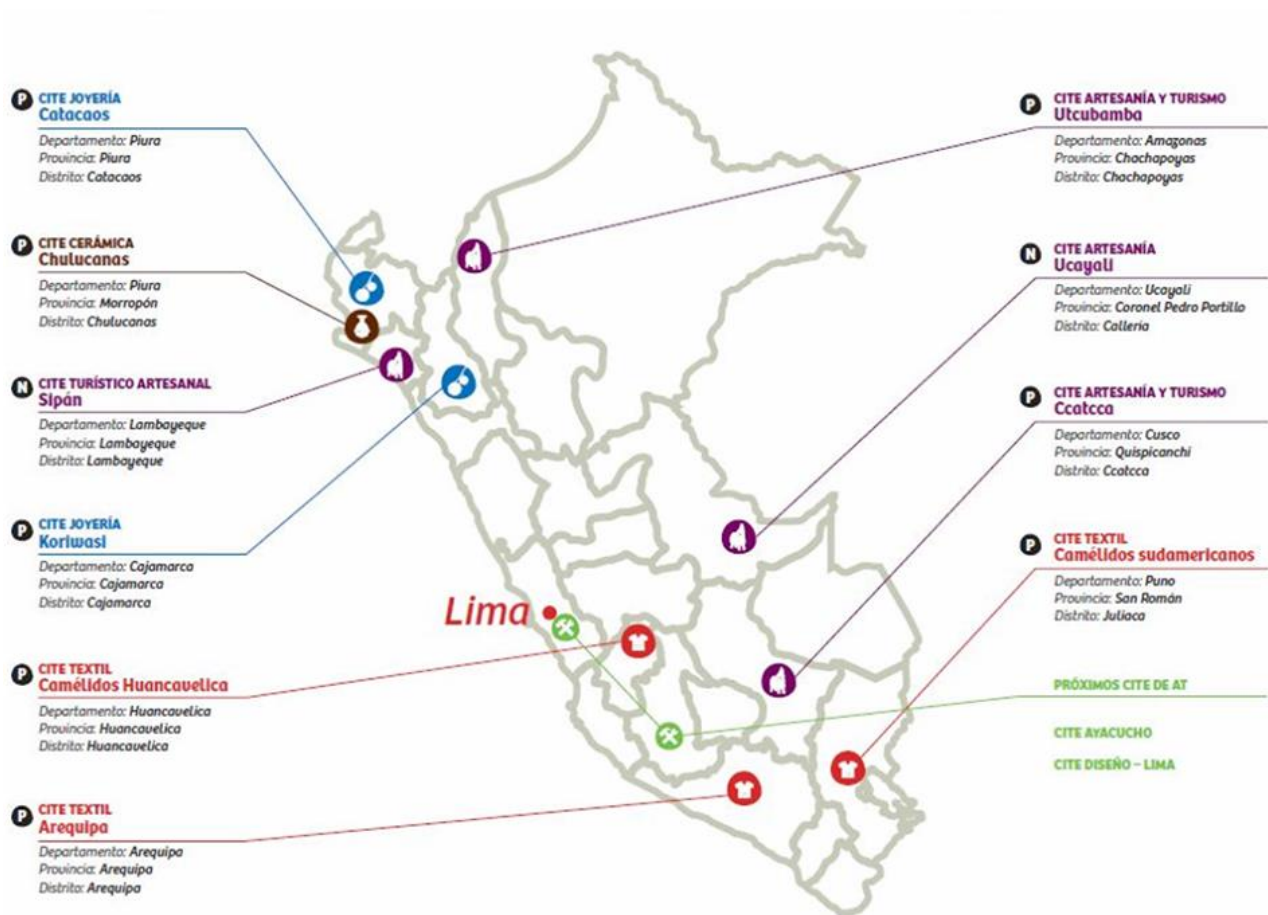 P CITE JOYERÍA
Catacaos
Departamento: Piura
Provincia: Piura
Distrito: Catacaos
P CITE CERÁMICA
Chulucanas
Departamento: Piura
Provincia: Morropón
Distrito: Chulucanas
N CITE TURÍSTICO ARTESANAL
Sipán
Departamento: Lambayeque
Provincia: Lambayeque
Distrito: Lambayeque
P CITE JOYERÍA
Koriwasi
Departamento: Cajamarca
Provincia: Cajamarca
Distrito: Cajamarca
P CITE TEXTIL
Camélidos Huancavelica
Departamento: Huancavelica
Provincia: Huancavelica
Distrito: Huancavelica
P CITE TEXTIL
Arequipa
Departamento: Arequipa
Provincia: Arequipa
Distrito: Arequipa
Lima
P CITE ARTESANÍA Y TURISMO
Utcubamba
Departamento: Amazonas
Provincia: Chachapoyas
Distrito: Chachapoyas
N CITE ARTESANÍA
Ucayali
Departamento: Ucayali
Provincia: Coronel Pedro Portillo
Distrito: Calleria
P CITE ARTESANÍA Y TURISMO
Ccatcca
Departamento: Cusco
Provincia: Quispicanchi
Distrito: Ccatcca
P CITE TEXTIL
Camélidos sudamericanos
Departamento: Puno
Provincia: San Román
Distrito: Juliaca
PRÓXIMOS CITE DE AT
CITE AYACUCHO
CITE DISEÑO – LIMA